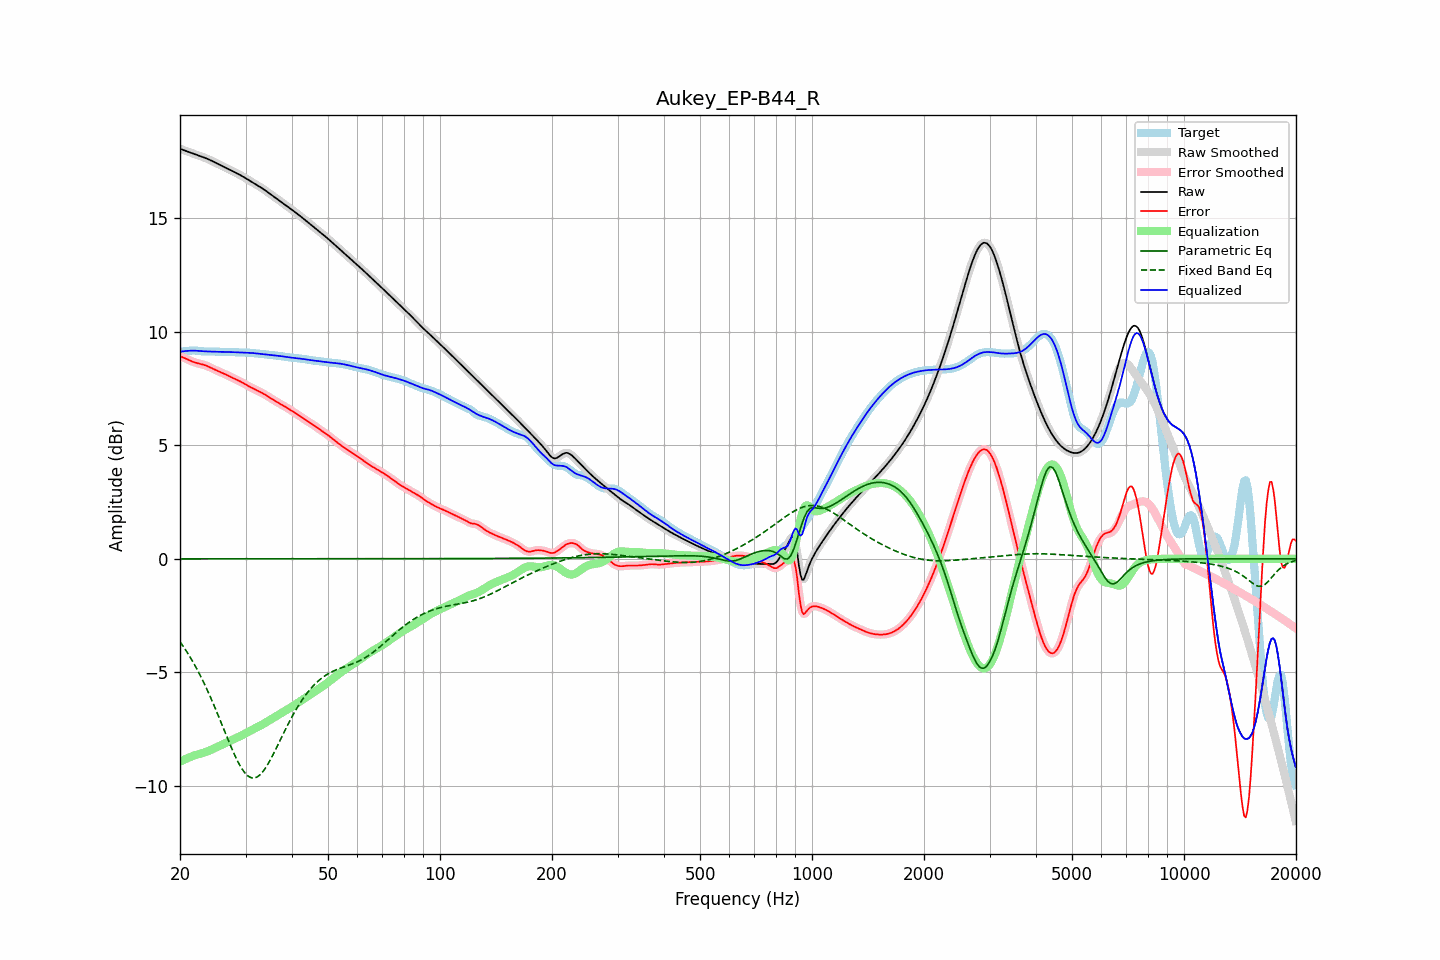 Aukey_EP-B44_R
Target
Raw Smoothed
Error Smoothed
Raw
Error
Equalization
Parametric Eq
Fixed Band Eq
Equalized
Amplitude (dBr)
15
10
5
0
−5
−10
20
50
100
200
500
1000
2000
5000
10000
20000
Frequency (Hz)